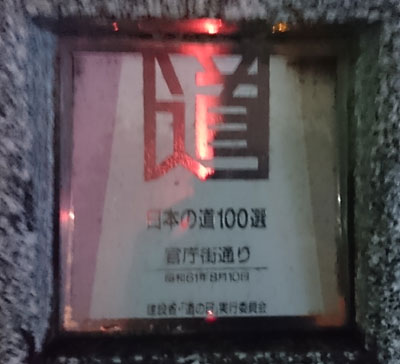 道
日本の道100選
官庁街通り
昭和61年8月10日
建設省・「道の日」実行委員会